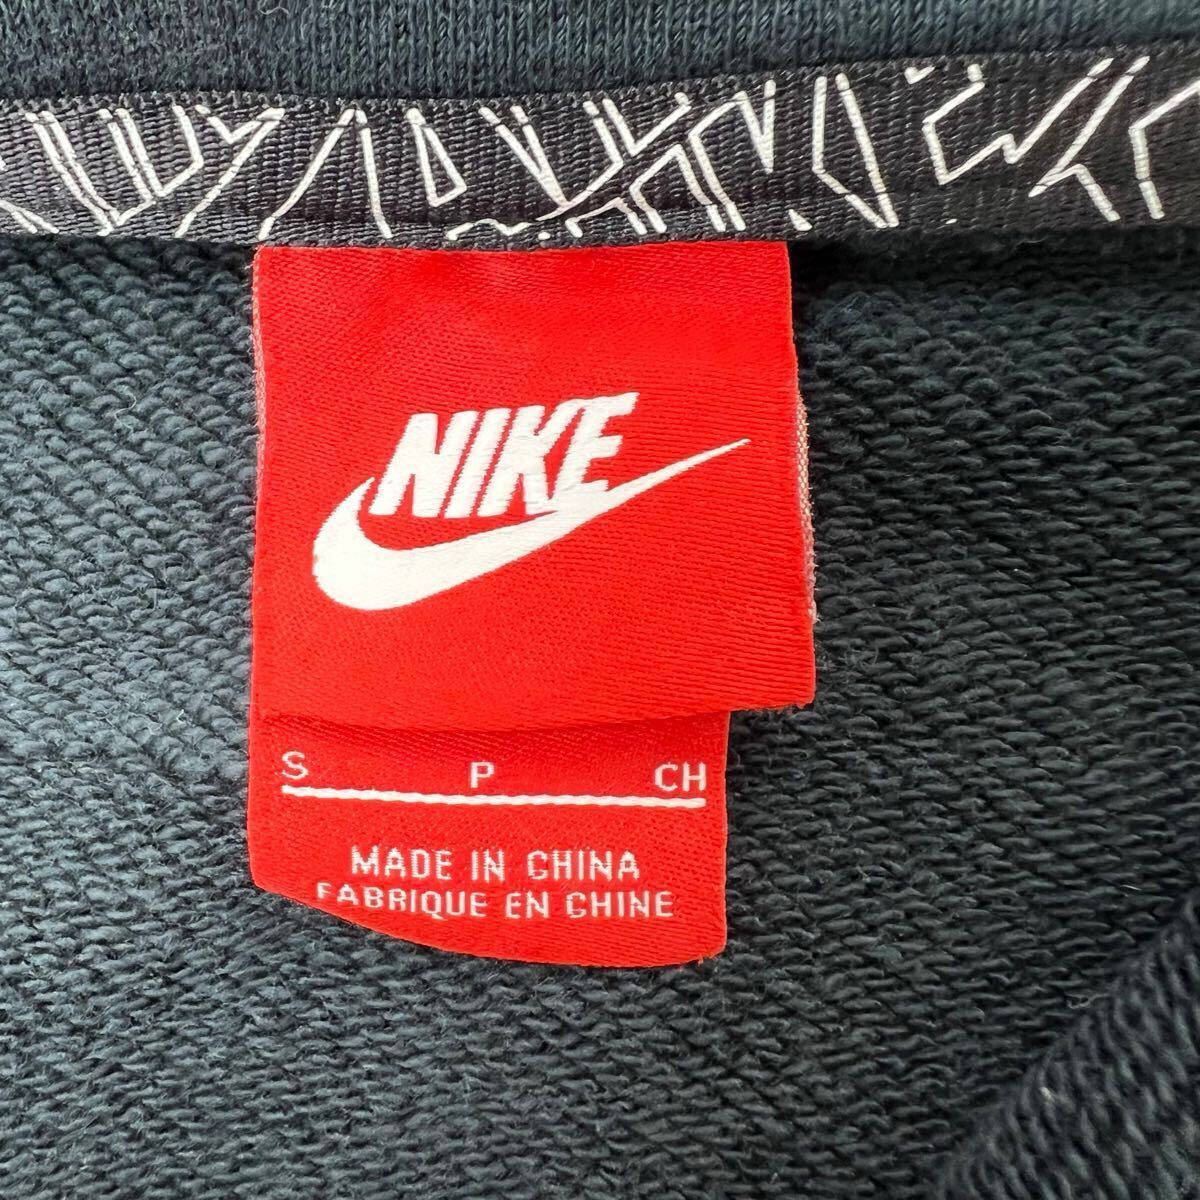 NIKE
S P CH
MADE IN CHINA
FABRIQUE EN CHINE